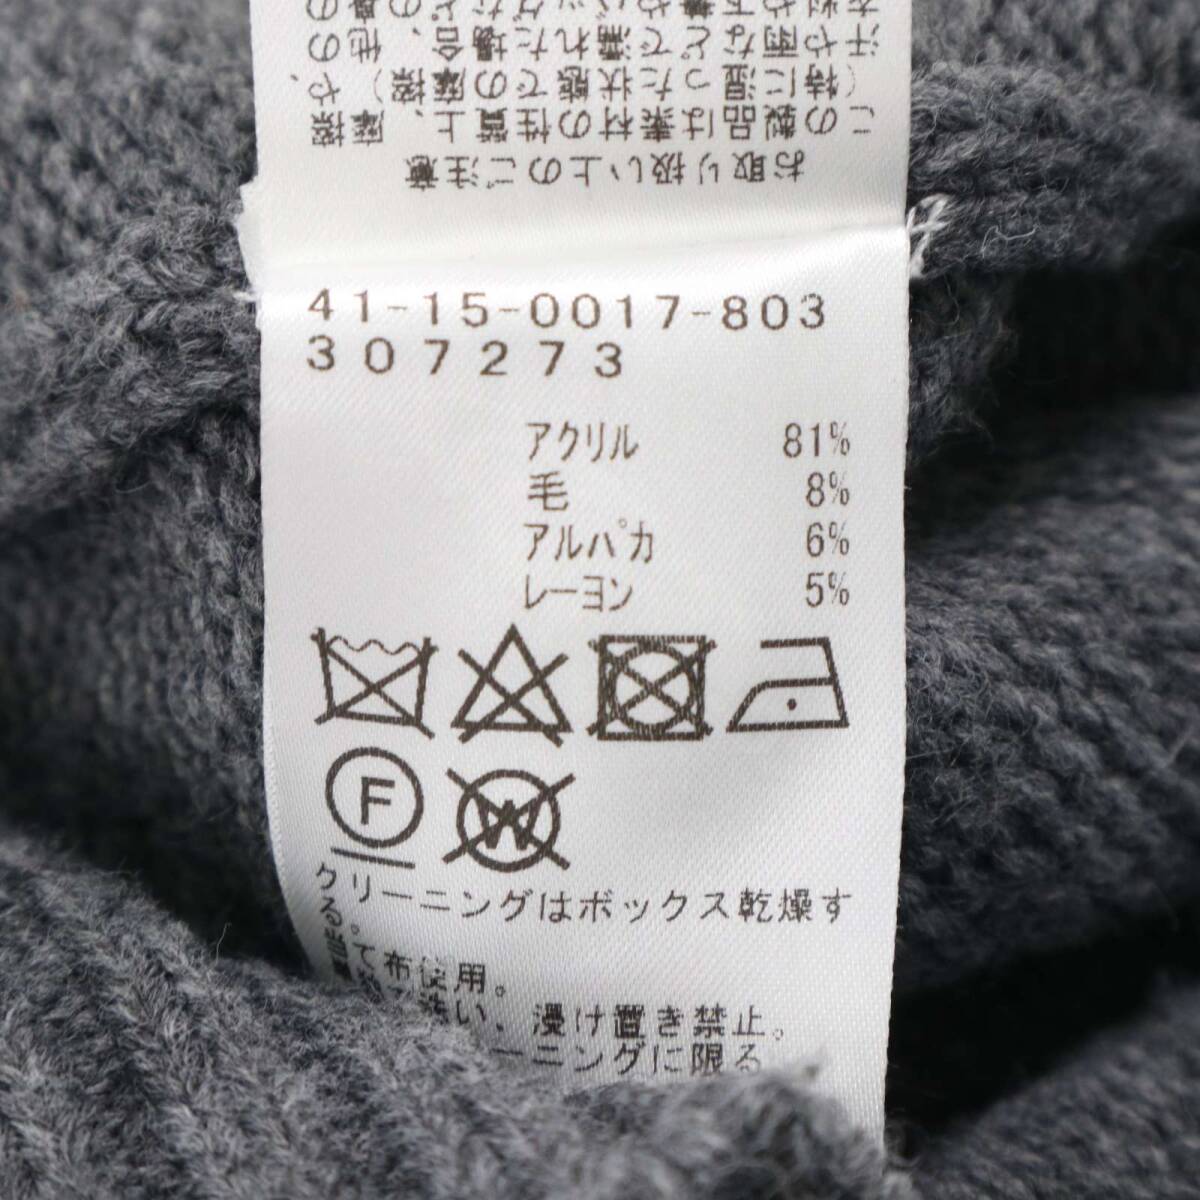 お取り扱い上のご注意
この製品は素材の性質上、摩擦
（特に湿った状態での摩擦）や、
汗や雨などで濡れた場合、他の
41-15-0017-803
307273
アクリル 81%
毛 8%
アルパカ 6%
レーヨン 5%
F
W
クリーニングはボックス乾燥す
る。
て布使用。
洗い、浸け置き禁止。
ーニングに限る